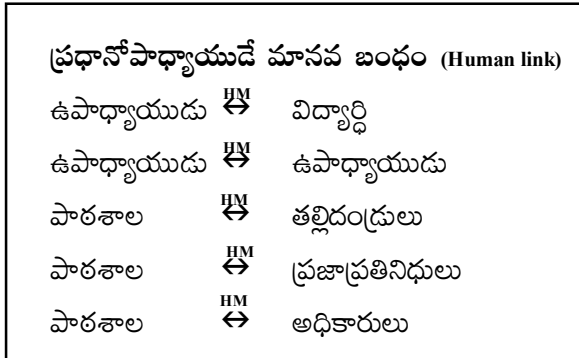 ప్రధానోపాధ్యాయుడే మానవ బంధం (Human link)
ఉపాధ్యాయుడు HM ↔ విద్యార్థి
ఉపాధ్యాయుడు HM ↔ ఉపాధ్యాయుడు
పాఠశాల HM ↔ తల్లిదండ్రులు
పాఠశాల HM ↔ ప్రజాప్రతినిధులు
పాఠశాల HM ↔ అధికారులు